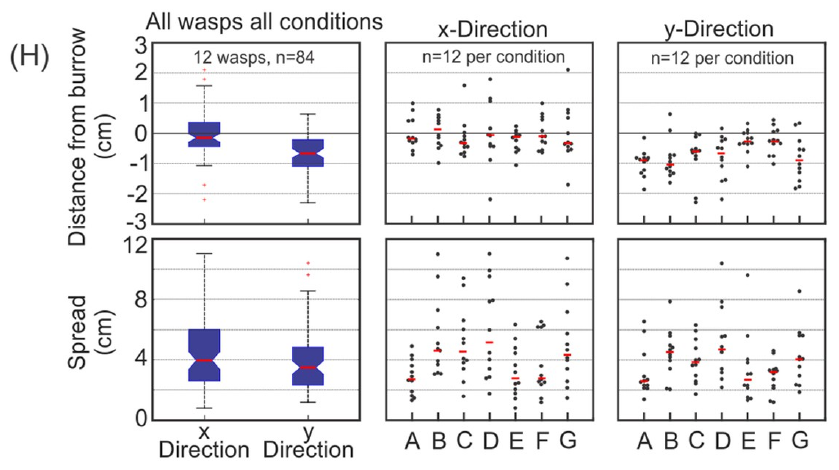 (H)
All wasps all conditions
x-Direction
y-Direction
12 wasps, n=84
n=12 per condition
n=12 per condition
Distance from burrow
(cm)
3
2
1
0
-1
-2
-3
Spread
(cm)
12
8
4
0
x
Direction
y
Direction
A B C D E F G
A B C D E F G